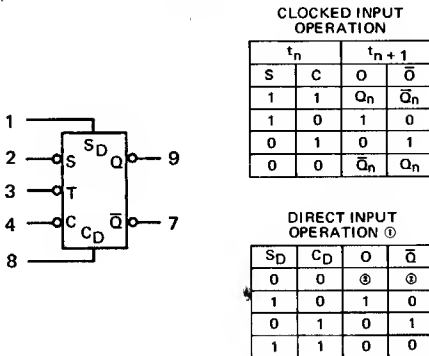 CLOCKED INPUT
OPERATION
tn tn + 1
S C O Ō
1 1 Qn Q̄n
1 0 1 0
0 1 0 1
0 0 Q̄n Qn
1 SD
2 S Q 9
3 T
4 C Q̄ 7
8 CD
DIRECT INPUT
OPERATION ①
SD CD O Q̄
0 0 ② ②
1 0 1 0
0 1 0 1
1 1 0 0